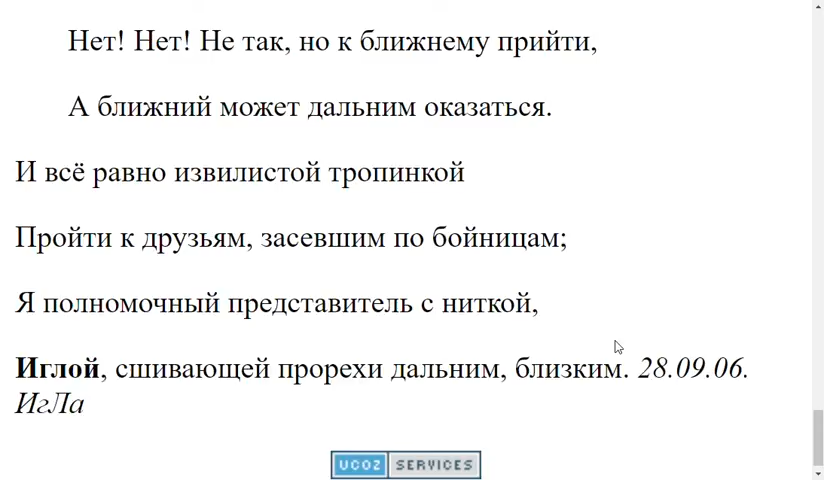 Нет! Нет! Не так, но к ближнему прийти,
А ближний может дальним оказаться.
И всё равно извилистой тропинкой
Пройти к друзьям, засевшим по бойницам;
Я полномочный представитель с ниткой,
Иглой, сшивающей прорехи дальним, близким. 28.09.06.
ИгЛа
UCOZ SERVICES